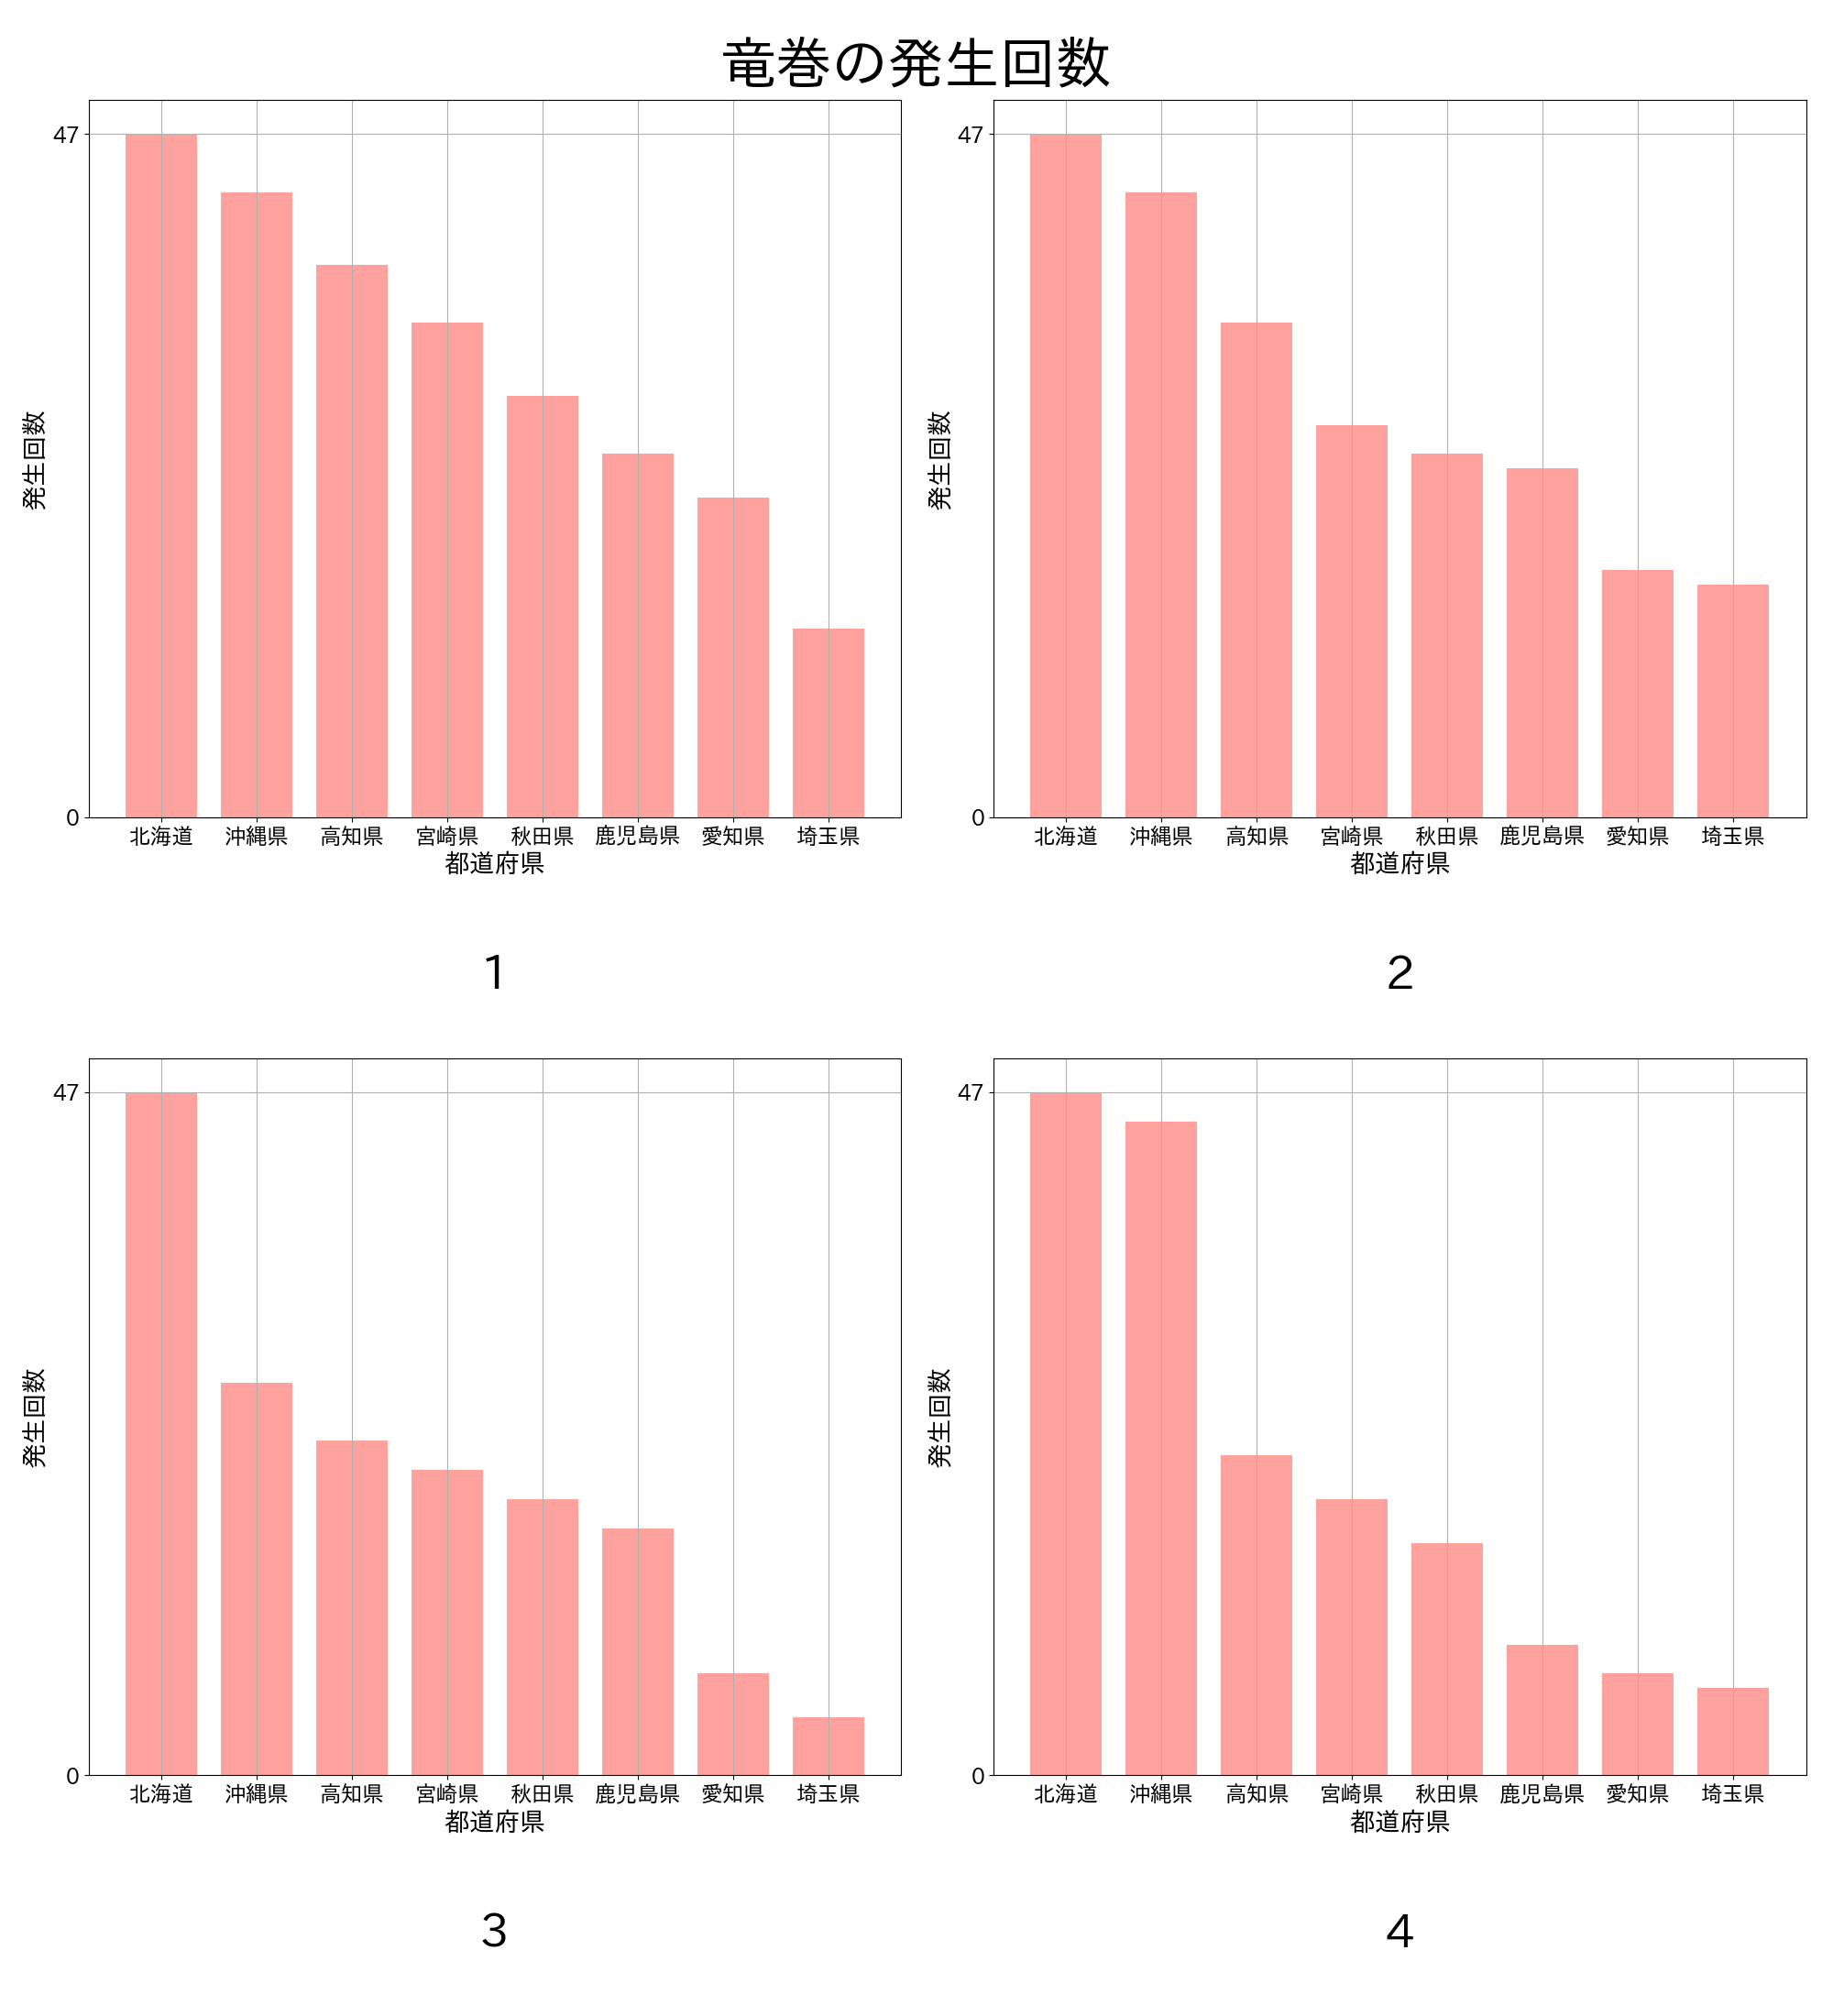 竜巻の発生回数
47
0
発生回数
北海道 沖縄県 高知県 宮崎県 秋田県 鹿児島県 愛知県 埼玉県
都道府県
1
47
0
発生回数
北海道 沖縄県 高知県 宮崎県 秋田県 鹿児島県 愛知県 埼玉県
都道府県
2
47
0
発生回数
北海道 沖縄県 高知県 宮崎県 秋田県 鹿児島県 愛知県 埼玉県
都道府県
3
47
0
発生回数
北海道 沖縄県 高知県 宮崎県 秋田県 鹿児島県 愛知県 埼玉県
都道府県
4